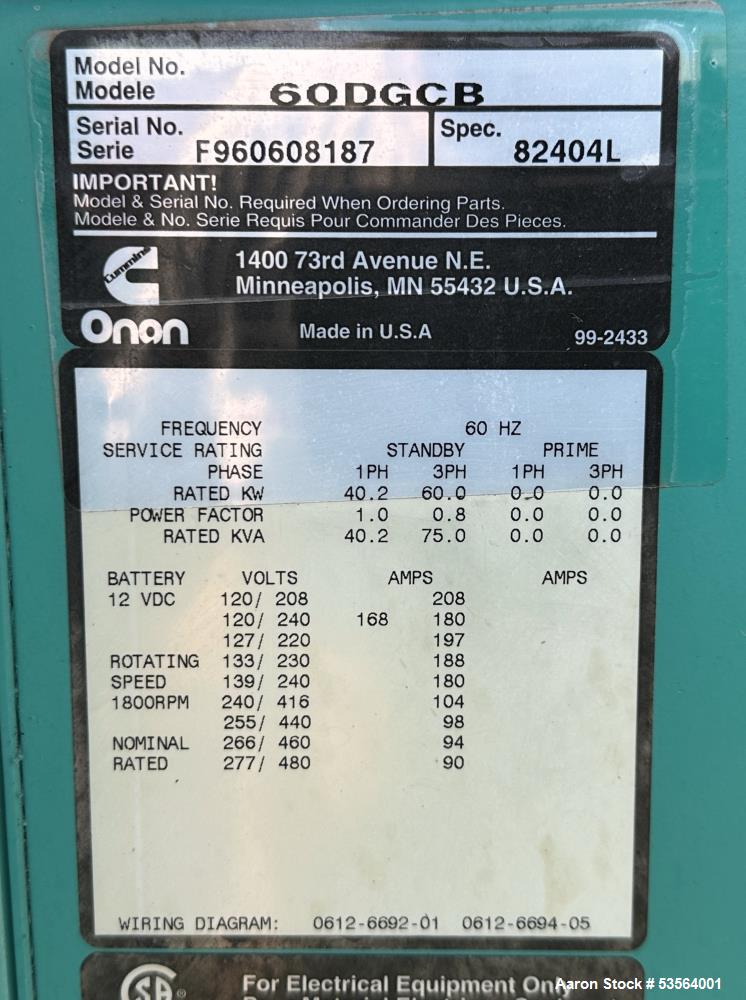 Model No.
Modele 60DGCB
Serial No.
Serie F960608187
Spec.
82404L
IMPORTANT!
Model & Serial No. Required When Ordering Parts.
Modele & No. Serie Requis Pour Commander Des Pieces.
Cummins
Onan
1400 73rd Avenue N.E.
Minneapolis, MN 55432 U.S.A.
Made in U.S.A
99-2433
FREQUENCY 60 HZ
SERVICE RATING STANDBY PRIME
PHASE 1PH 3PH 1PH 3PH
RATED KW 40.2 60.0 0.0 0.0
POWER FACTOR 1.0 0.8 0.0 0.0
RATED KVA 40.2 75.0 0.0 0.0
BATTERY VOLTS AMPS AMPS
12 VDC 120/ 208 208
120/ 240 168 180
127/ 220 197
ROTATING 133/ 230 188
SPEED 139/ 240 180
1800RPM 240/ 416 104
255/ 440 98
NOMINAL 266/ 460 94
RATED 277/ 480 90
WIRING DIAGRAM: 0612-6692-01 0612-6694-05
SA®
For Electrical Equipment
Aaron Stock # 53564001